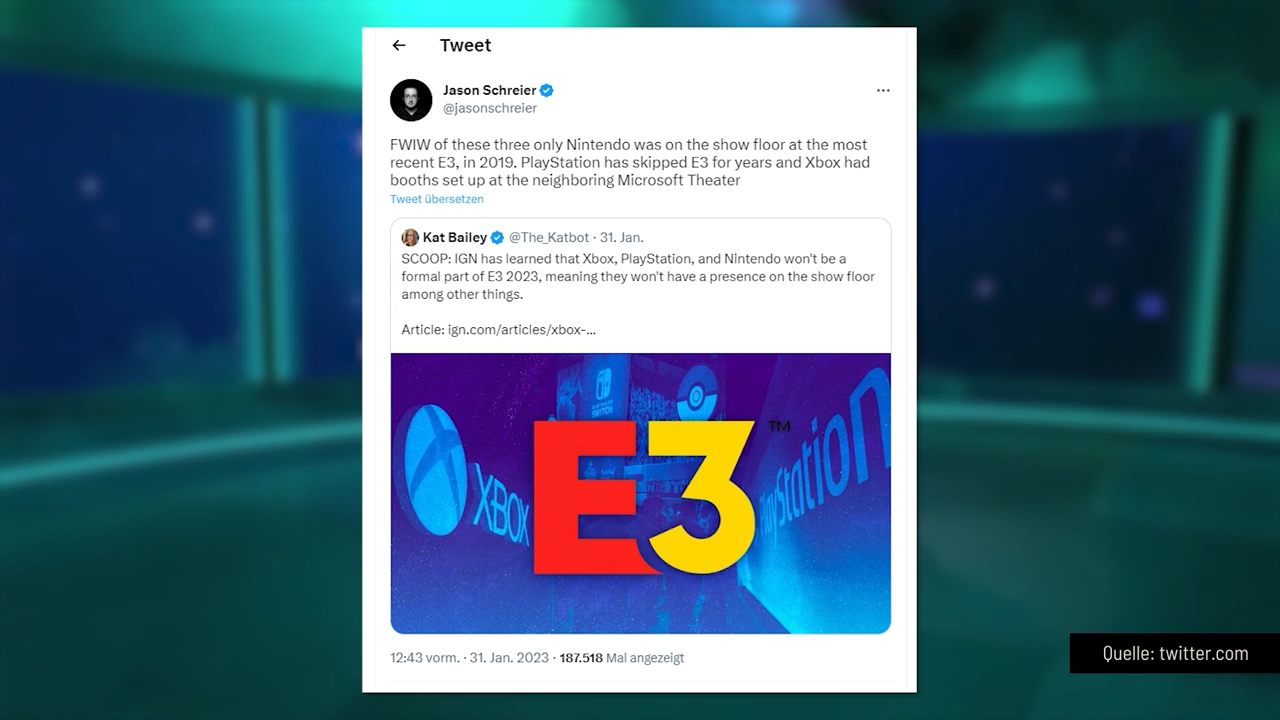 Tweet
Jason Schreier
@jasonschreier
FWIW of these three only Nintendo was on the show floor at the most
recent E3, in 2019. PlayStation has skipped E3 for years and Xbox had
booths set up at the neighboring Microsoft Theater
Tweet übersetzen
Kat Bailey @The_Katbot · 31. Jan.
SCOOP: IGN has learned that Xbox, PlayStation, and Nintendo won't be a
formal part of E3 2023, meaning they won't have a presence on the show floor
among other things.
Article: ign.com/articles/xbox-...
NINTENDO
SWITCH
XBOX
E3
TM
PlayStation
12:43 vorm. · 31. Jan. 2023 · 187.518 Mal angezeigt
Quelle: twitter.com